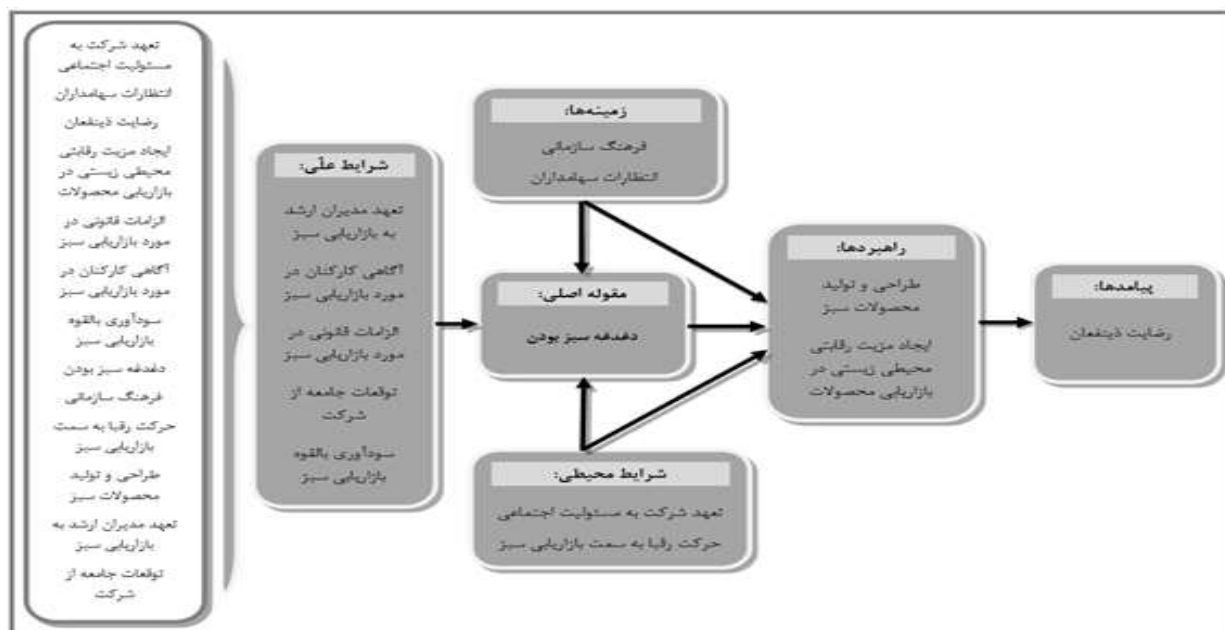 تعهد شرکت به
مسئولیت اجتماعی
انتظارات سهامداران
رضایت ذینفعان
ایجاد مزیت رقابتی
محیطی زیستی در
بازاریابی محصولات
الزامات قانونی در
مورد بازاریابی سبز
آگاهی کارکنان در
مورد بازاریابی سبز
سودآوری بالقوه
بازاریابی سبز
دغدغه سبز بودن
فرهنگ سازمانی
حرکت رقبا به سمت
بازاریابی سبز
طراحی و تولید
محصولات سبز
تعهد مدیران ارشد به
بازاریابی سبز
توقعات جامعه از
شرکت
شرایط علّی:
تعهد مدیران ارشد
به بازاریابی سبز
آگاهی کارکنان در
مورد بازاریابی سبز
الزامات قانونی در
مورد بازاریابی سبز
توقعات جامعه از
شرکت
سودآوری بالقوه
بازاریابی سبز
زمینه‌ها:
فرهنگ سازمانی
انتظارات سهامداران
مقوله اصلی:
دغدغه سبز بودن
شرایط محیطی:
تعهد شرکت به مسئولیت اجتماعی
حرکت رقبا به سمت بازاریابی سبز
راهبردها:
طراحی و تولید
محصولات سبز
ایجاد مزیت رقابتی
محیطی زیستی در
بازاریابی محصولات
پیامدها:
رضایت ذینفعان